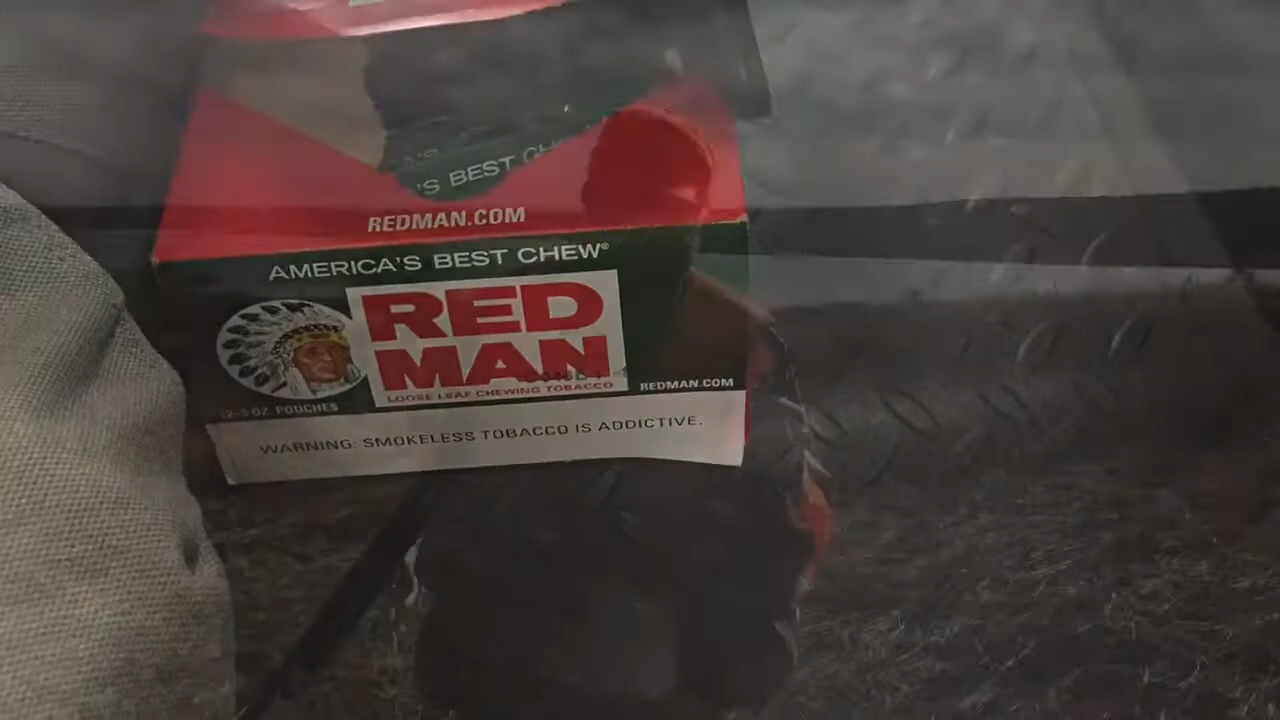 'S BEST CH
REDMAN.COM
AMERICA'S BEST CHEW®
RED
MAN
LOOSE LEAF CHEWING TOBACCO
REDMAN.COM
12-3 OZ. POUCHES
WARNING: SMOKELESS TOBACCO IS ADDICTIVE.